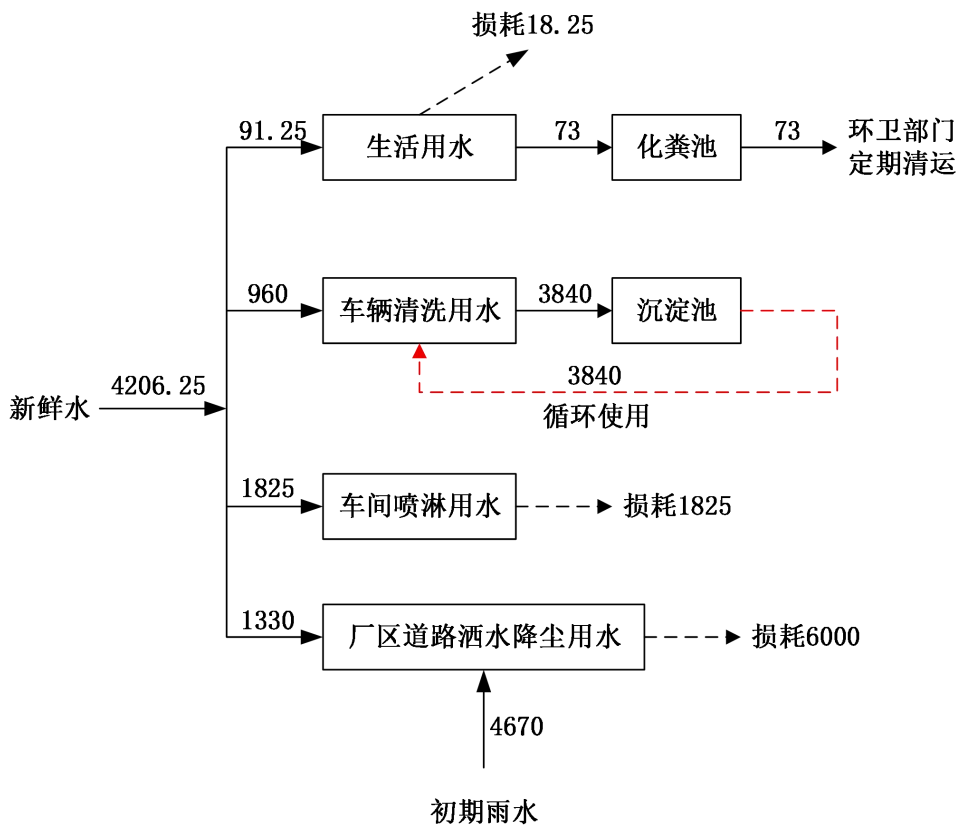 损耗18.25
91.25
生活用水
73
化粪池
73
环卫部门
定期清运
960
车辆清洗用水
3840
沉淀池
3840
循环使用
新鲜水
4206.25
1825
车间喷淋用水
损耗1825
1330
厂区道路洒水降尘用水
损耗6000
4670
初期雨水